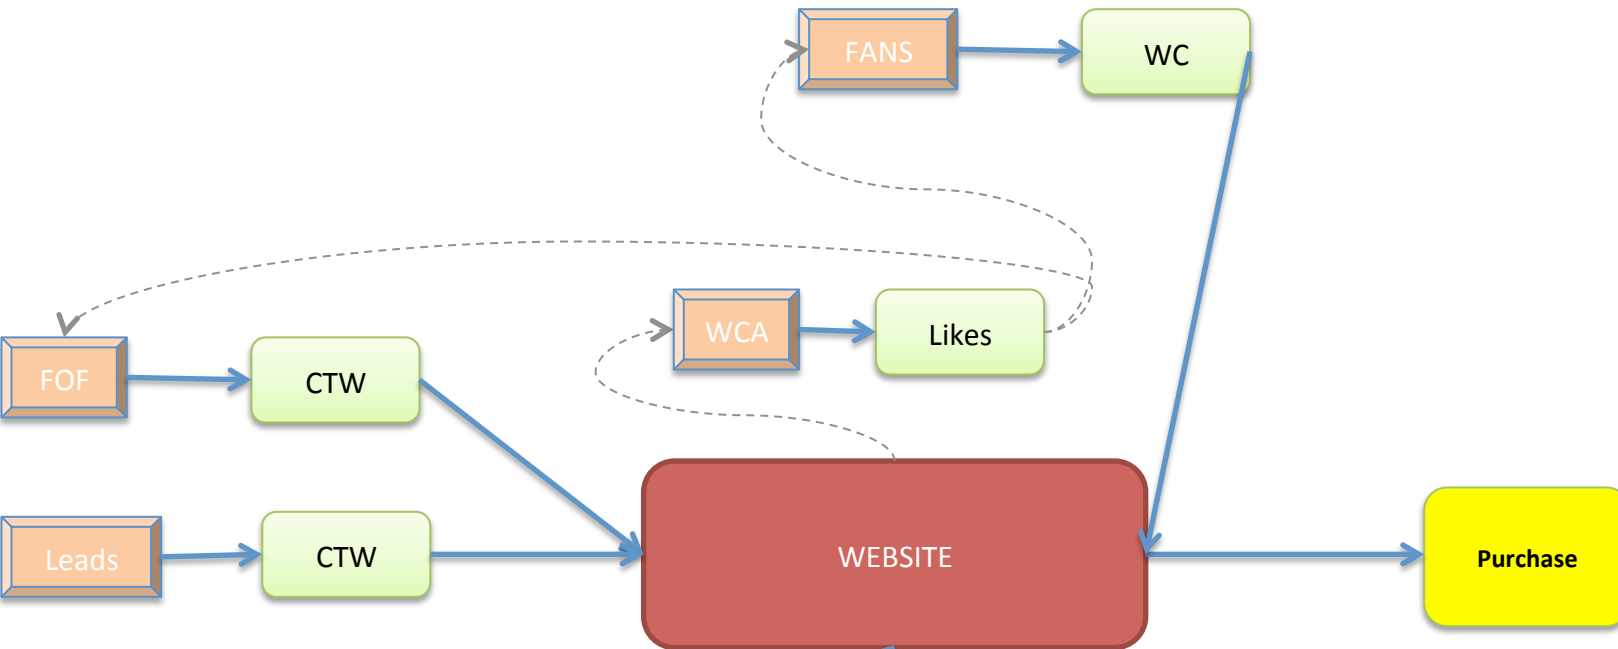 FANS
WC
WCA
Likes
FOF
CTW
Leads
CTW
WEBSITE
Purchase